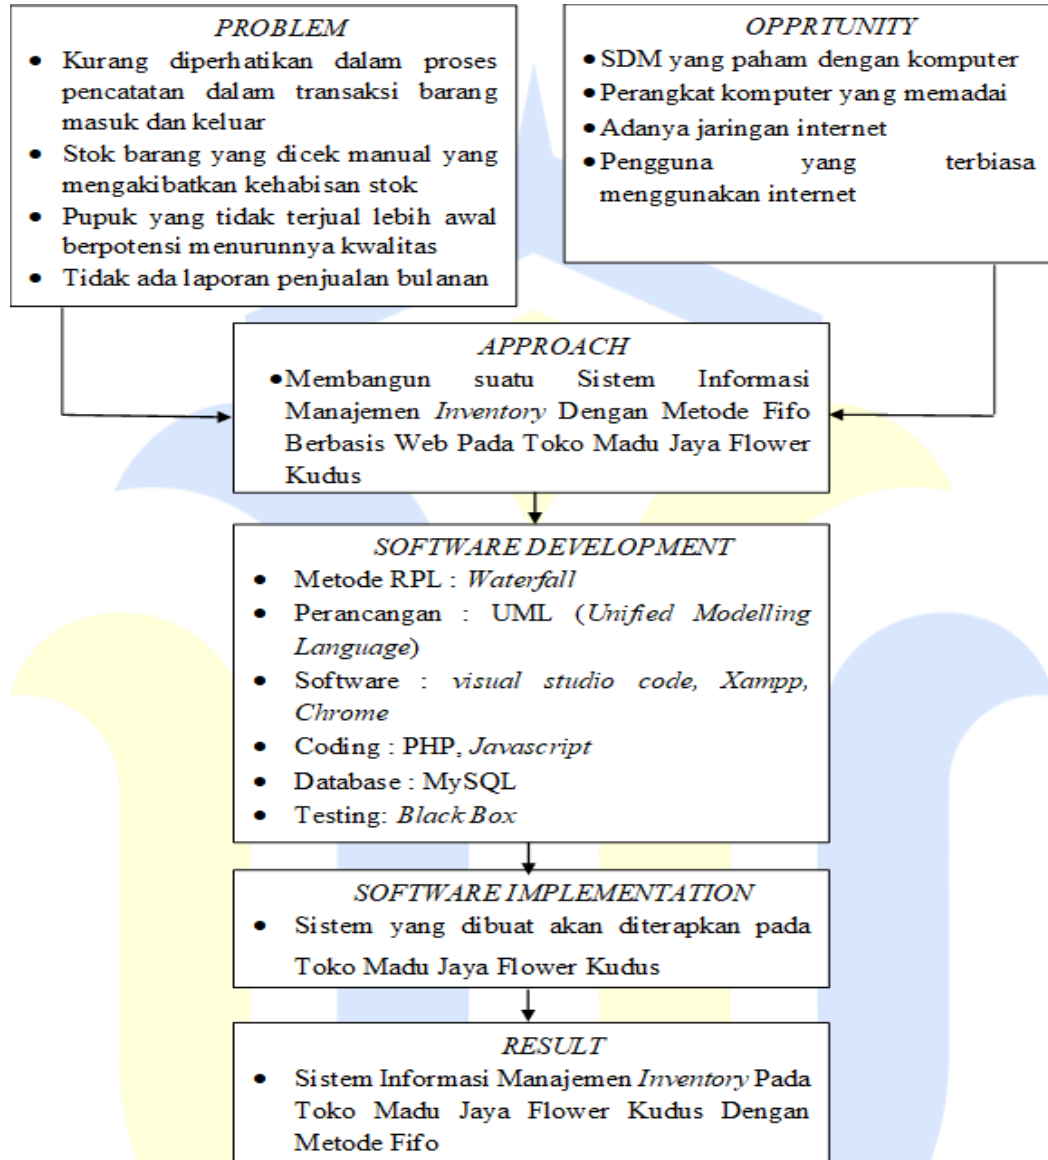 PROBLEM
• Kurang diperhatikan dalam proses
pencatatan dalam transaksi barang
masuk dan keluar
• Stok barang yang dicek manual yang
mengakibatkan kehabisan stok
• Pupuk yang tidak terjual lebih awal
berpotensi menurunnya kwalitas
• Tidak ada laporan penjualan bulanan
OPPRTUNITY
• SDM yang paham dengan komputer
• Perangkat komputer yang memadai
• Adanya jaringan internet
• Pengguna yang terbiasa
menggunakan internet
APPROACH
• Membangun suatu Sistem Informasi
Manajemen Inventory Dengan Metode Fifo
Berbasis Web Pada Toko Madu Jaya Flower
Kudus
SOFTWARE DEVELOPMENT
• Metode RPL : Waterfall
• Perancangan : UML (Unified Modelling
Language)
• Software : visual studio code, Xampp,
Chrome
• Coding : PHP, Javascript
• Database : MySQL
• Testing: Black Box
SOFTWARE IMPLEMENTATION
• Sistem yang dibuat akan diterapkan pada
Toko Madu Jaya Flower Kudus
RESULT
• Sistem Informasi Manajemen Inventory Pada
Toko Madu Jaya Flower Kudus Dengan
Metode Fifo